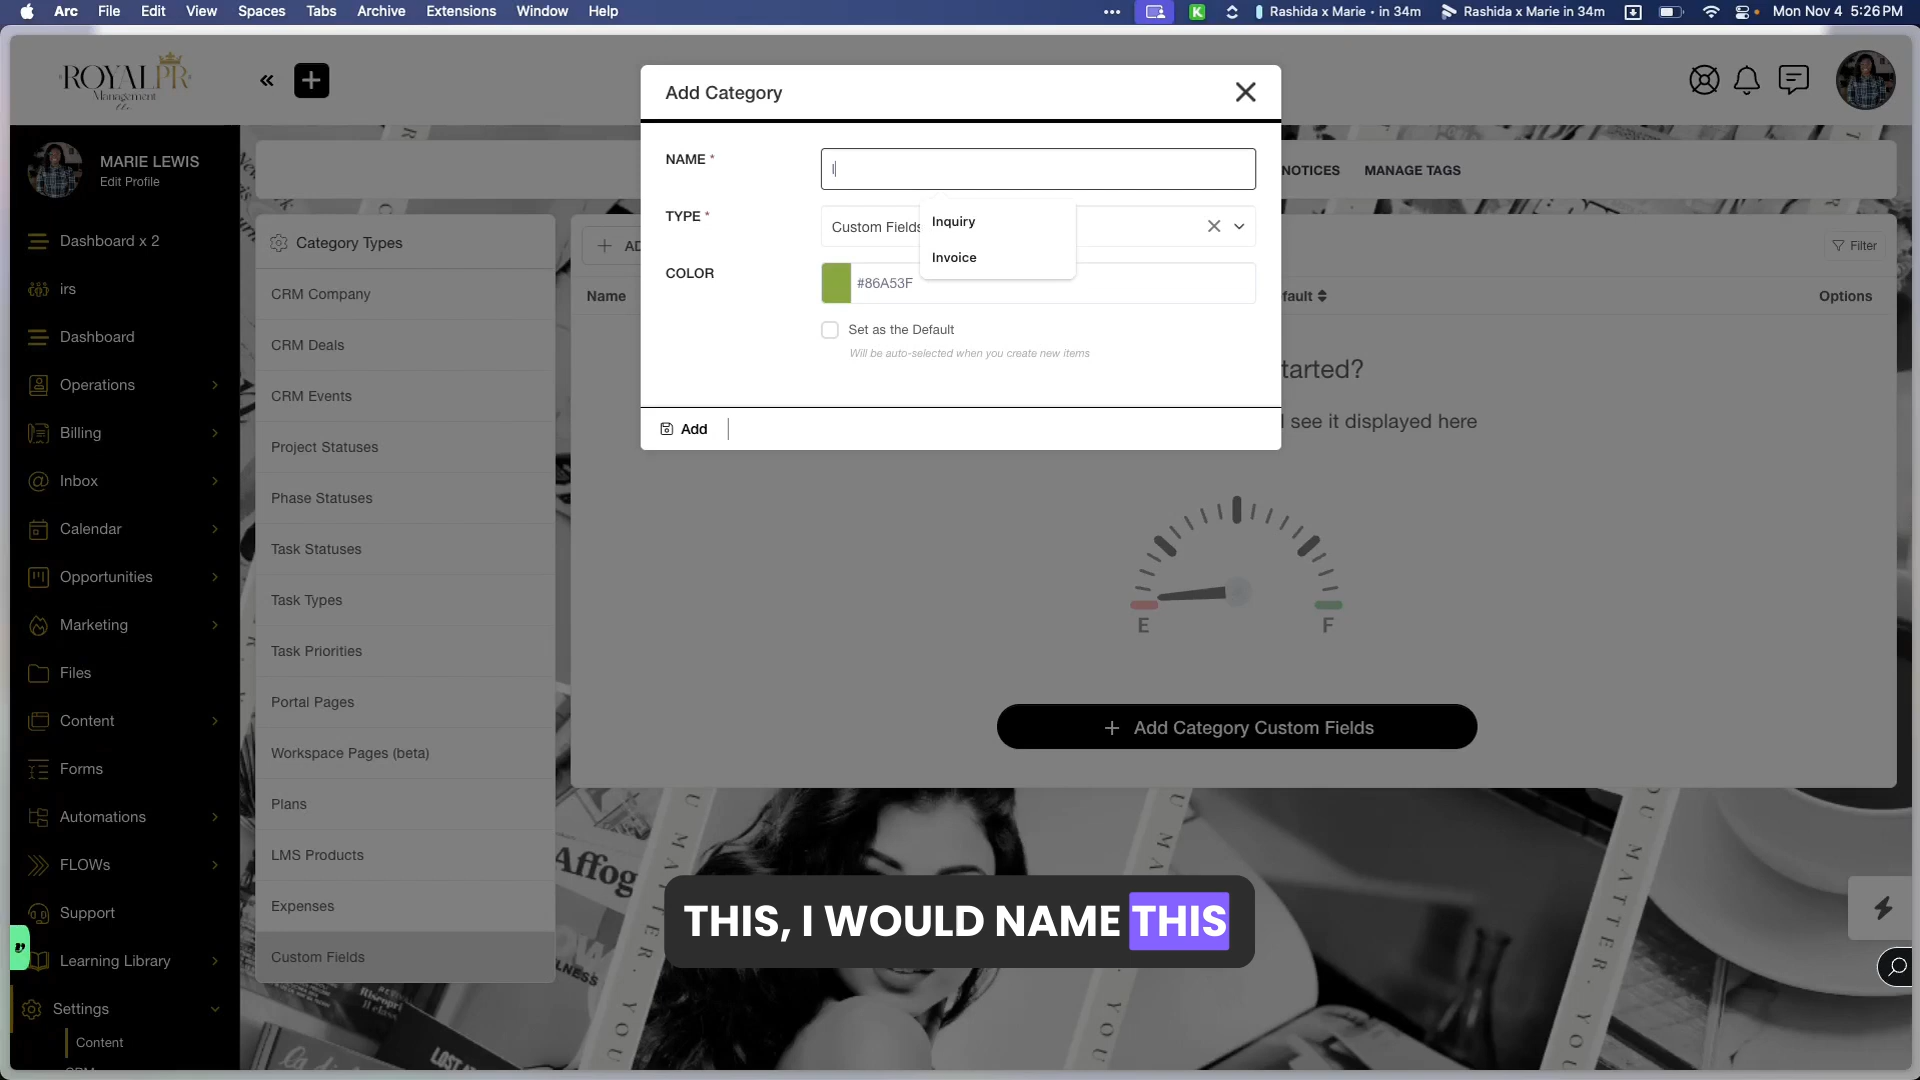 Arc File Edit View Spaces Tabs Archive Extensions Window Help
Rashida x Marie • in 34m Rashida x Marie in 34m Mon Nov 4 5:26 PM
ROYAL PR
Management
llc
MARIE LEWIS
Edit Profile
Dashboard x 2
irs
Dashboard
Operations
Billing
Inbox
Calendar
Opportunities
Marketing
Files
Content
Forms
Automations
FLOWs
Support
Learning Library
Settings
Content
Category Types
CRM Company
CRM Deals
CRM Events
Project Statuses
Phase Statuses
Task Statuses
Task Types
Task Priorities
Portal Pages
Workspace Pages (beta)
Plans
LMS Products
Expenses
Custom Fields
Add Category
NAME *
I
Inquiry
Invoice
TYPE *
Custom Fields
COLOR
#86A53F
Set as the Default
Will be auto-selected when you create new items
Add
NOTICES MANAGE TAGS
AD
Filter
Name
fault
Options
tarted?
see it displayed here
E F
Add Category Custom Fields
THIS, I WOULD NAME THIS
Affog
U MATTER. YOU